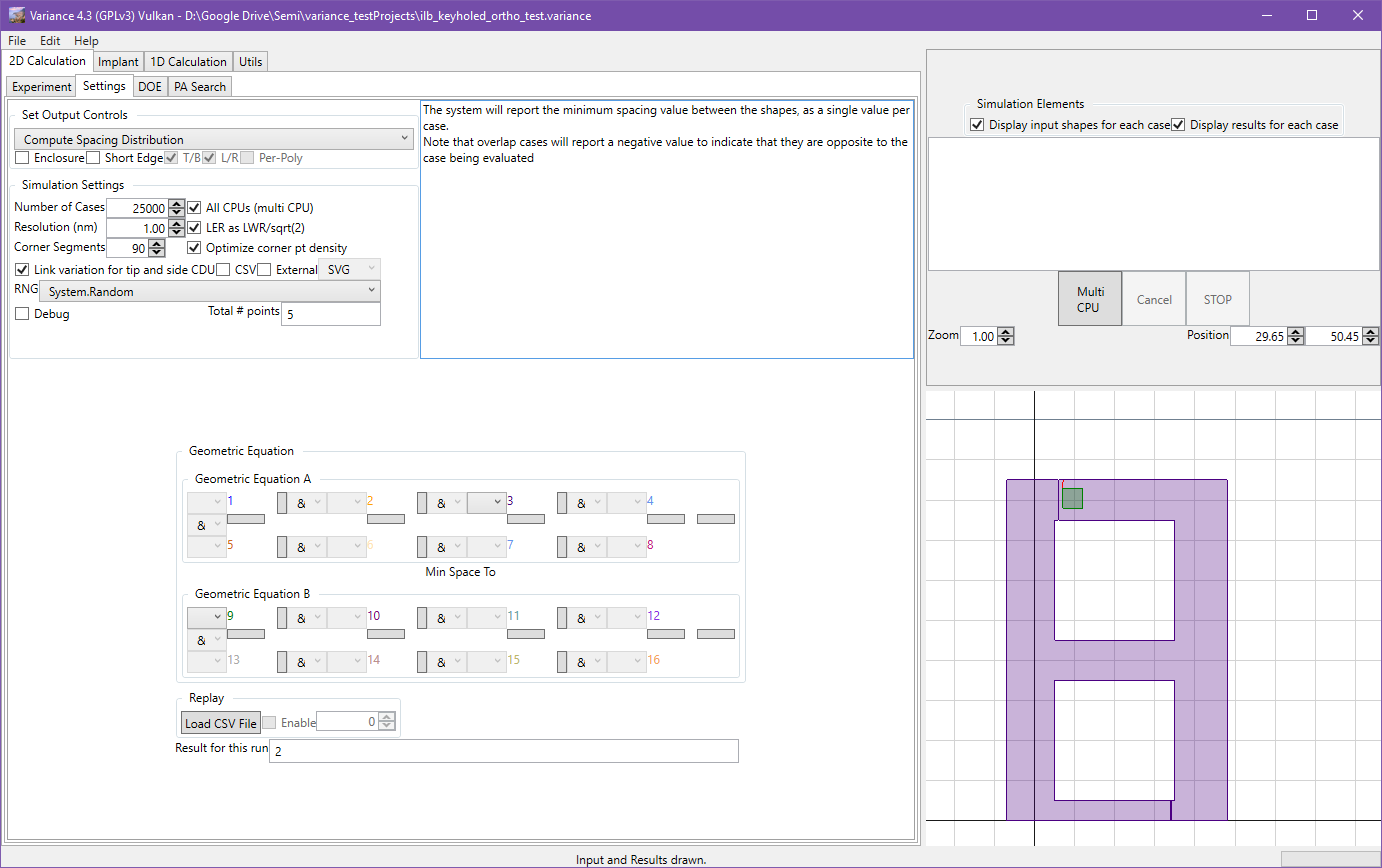 Variance 4.3 (GPLv3) Vulkan - D:\Google Drive\Semi\variance_testProjects\ilb_keyholed_ortho_test.variance
File Edit Help
2D Calculation Implant 1D Calculation Utils
Experiment Settings DOE PA Search
Set Output Controls
Compute Spacing Distribution
Enclosure Short Edge T/B L/R Per-Poly
Simulation Settings
Number of Cases 25000 All CPUs (multi CPU)
Resolution (nm) 1.00 LER as LWR/sqrt(2)
Corner Segments 90 Optimize corner pt density
Link variation for tip and side CDU CSV External SVG
RNG System.Random
Debug Total # points 5
The system will report the minimum spacing value between the shapes, as a single value per
case.
Note that overlap cases will report a negative value to indicate that they are opposite to the
case being evaluated
Geometric Equation
Geometric Equation A
1 & 2 & 3 & 4
&
5 & 6 & 7 & 8
Min Space To
Geometric Equation B
9 & 10 & 11 & 12
&
13 & 14 & 15 & 16
Replay
Load CSV File Enable 0
Result for this run 2
Simulation Elements
Display input shapes for each case Display results for each case
Multi
CPU
Cancel STOP
Zoom 1.00 Position 29.65 50.45
Input and Results drawn.